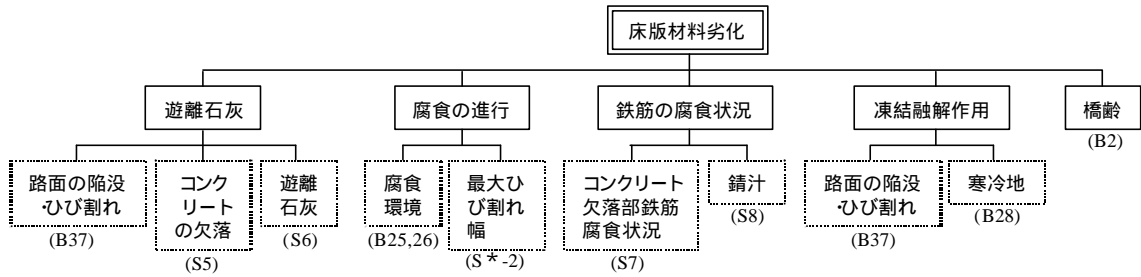 床版材料劣化
遊離石灰
腐食の進行
鉄筋の腐食状況
凍結融解作用
橋齢
(B2)
路面の陥没
・ひび割れ
(B37)
コンク
リート
の欠落
(S5)
遊離
石灰
(S6)
腐食
環境
(B25,26)
最大ひ
び割れ
幅
(S*-2)
コンクリート
欠落部鉄筋
腐食状況
(S7)
錆汁
(S8)
路面の陥没
・ひび割れ
(B37)
寒冷地
(B28)